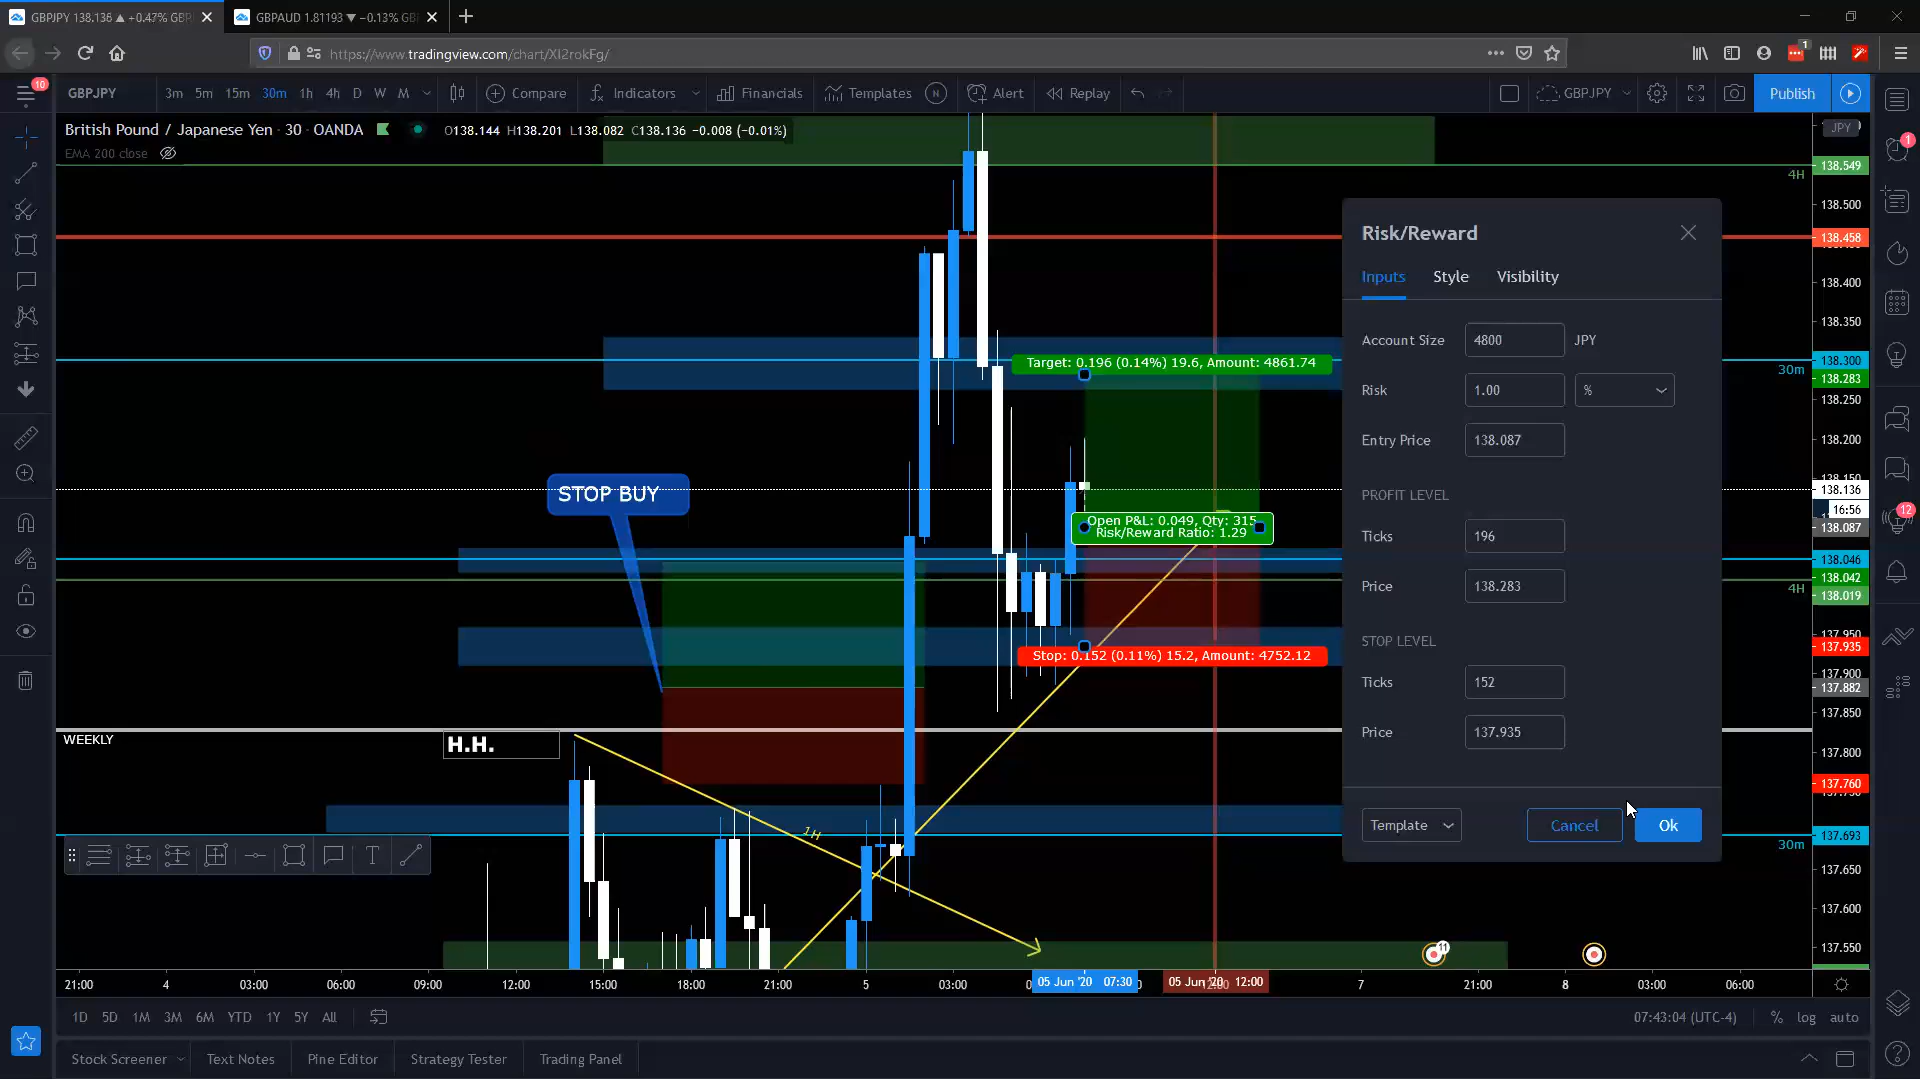 GBPJPY 138.136 ▲ +0.47% GBP
GBPAUD 1.81193 ▼ −0.13% GB
https://www.tradingview.com/chart/XI2rokFg/
1
10
GBPJPY
3m 5m 15m 30m 1h 4h D W M
Compare
Indicators
Financials
Templates
N
Alert
Replay
GBPJPY
Publish
British Pound / Japanese Yen · 30 · OANDA
O138.144 H138.201 L138.082 C138.136 −0.008 (−0.01%)
EMA 200 close
JPY
1
138.549
4H
138.500
138.458
138.400
138.350
138.300
30m
138.283
138.250
138.200
138.136
16:56
138.087
12
138.046
138.042
4H
138.019
137.950
137.935
137.900
137.882
137.850
137.800
137.760
137.693
30m
137.650
137.600
137.550
Risk/Reward
Inputs Style Visibility
Account Size 4800 JPY
Risk 1.00 %
Entry Price 138.087
PROFIT LEVEL
Ticks 196
Price 138.283
STOP LEVEL
Ticks 152
Price 137.935
Template
Cancel
Ok
Target: 0.196 (0.14%) 19.6, Amount: 4861.74
STOP BUY
Open P&L: 0.049, Qty: 315
Risk/Reward Ratio: 1.29
Stop: 0.152 (0.11%) 15.2, Amount: 4752.12
WEEKLY
H.H.
1H
T
11
21:00 4 03:00 06:00 09:00 12:00 15:00 18:00 21:00 5 03:00 05 Jun '20 07:30 05 Jun '20 12:00 7 21:00 8 03:00 06:00
1D 5D 1M 3M 6M YTD 1Y 5Y All
07:43:04 (UTC-4)
% log auto
Stock Screener
Text Notes
Pine Editor
Strategy Tester
Trading Panel